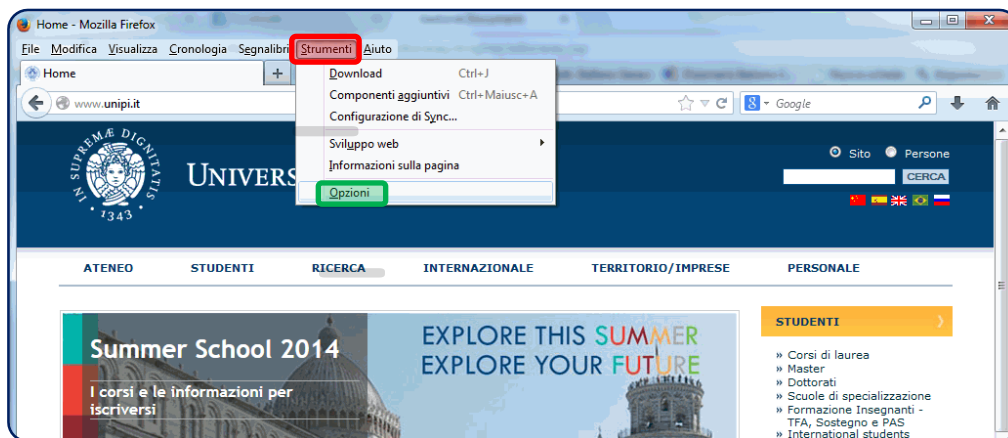 Home - Mozilla Firefox
File Modifica Visualizza Cronologia Segnalibri Strumenti Aiuto
Home +
Download Ctrl+J
Componenti aggiuntivi Ctrl+Maiusc+A
Configurazione di Sync...
Sviluppo web
Informazioni sulla pagina
Opzioni
www.unipi.it
8 Google
IN SUPREMÆ DIGNITATIS
1343
UNIVERS
Sito Persone
CERCA
ATENEO STUDENTI RICERCA INTERNAZIONALE TERRITORIO/IMPRESE PERSONALE
Summer School 2014
I corsi e le informazioni per
iscriversi
EXPLORE THIS SUMMER
EXPLORE YOUR FUTURE
STUDENTI
» Corsi di laurea
» Master
» Dottorati
» Scuole di specializzazione
» Formazione Insegnanti -
TFA, Sostegno e PAS
» International students